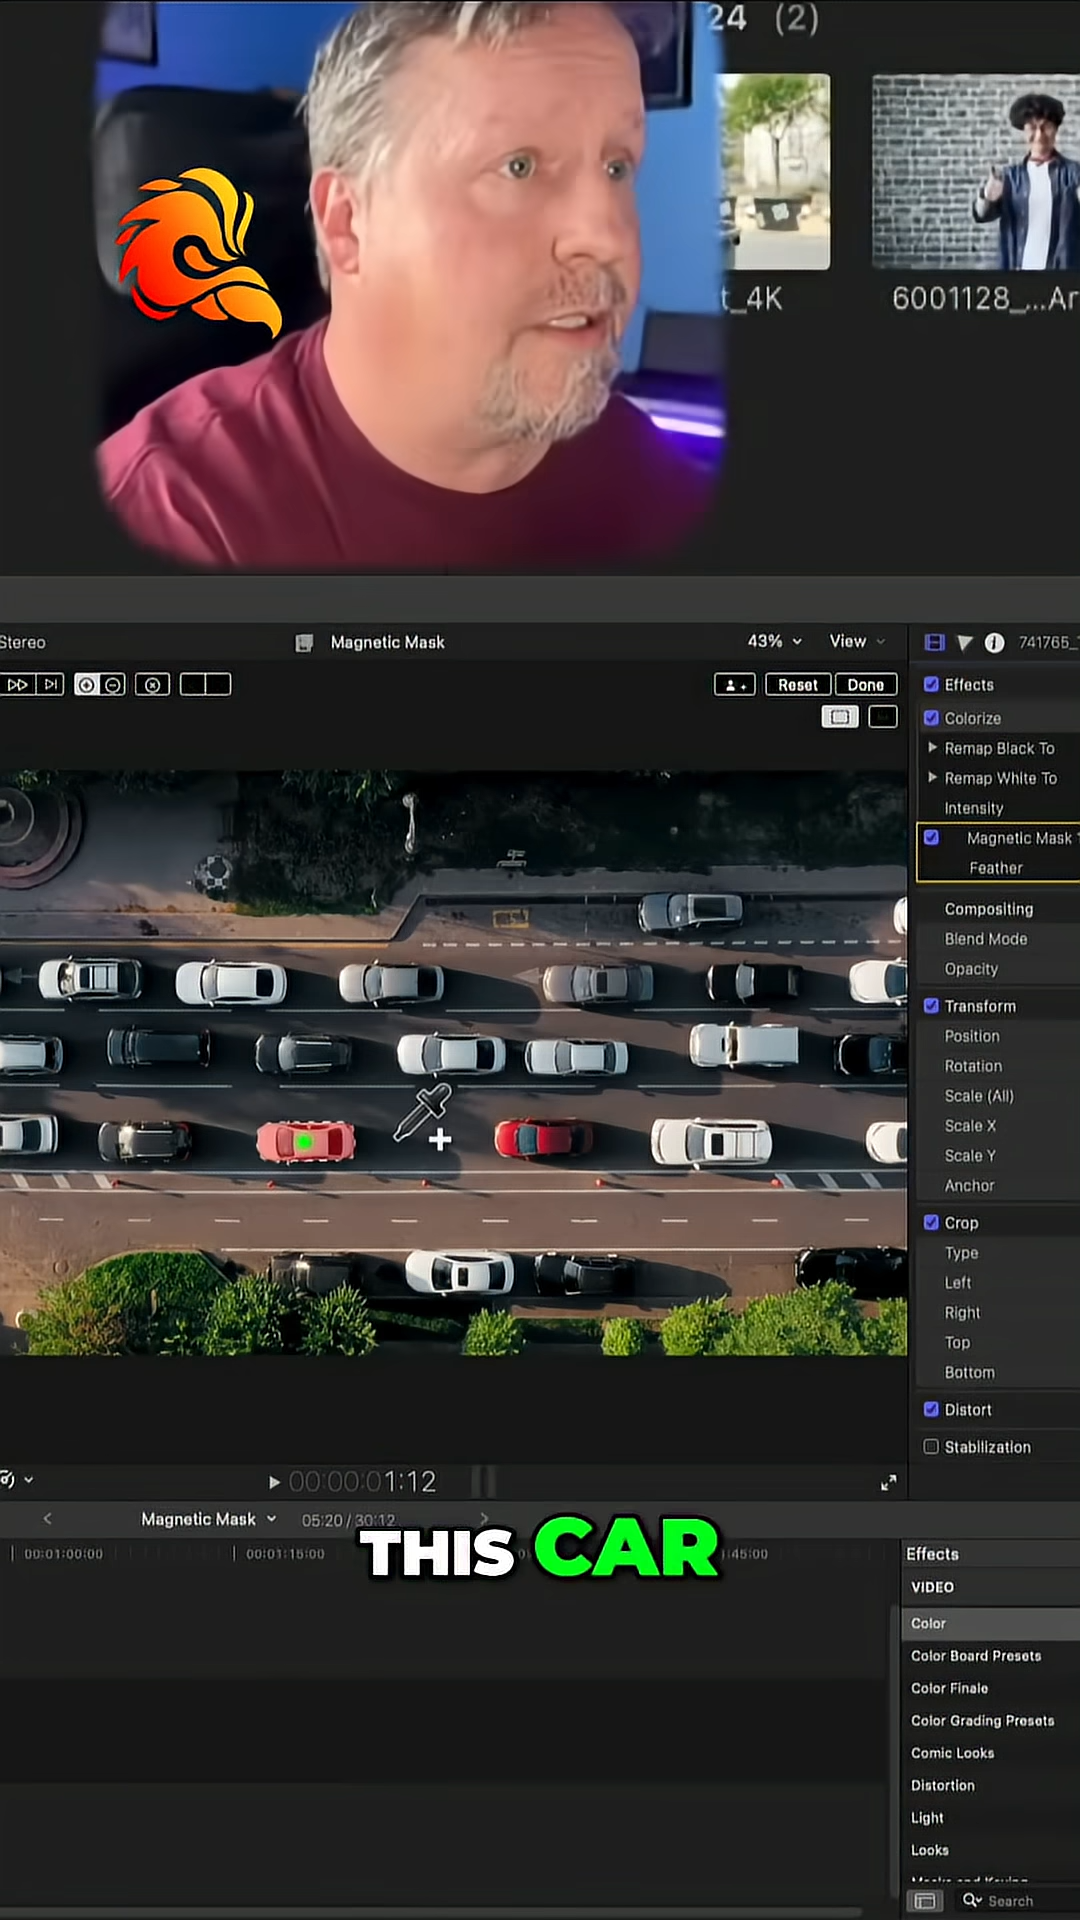 24 (2)
t_4K
6001128_...Ar
Stereo
Magnetic Mask
43%
View
741765_
Reset
Done
Effects
Colorize
Remap Black To
Remap White To
Intensity
Magnetic Mask 1
Feather
Compositing
Blend Mode
Opacity
Transform
Position
Rotation
Scale (All)
Scale X
Scale Y
Anchor
Crop
Type
Left
Right
Top
Bottom
Distort
Stabilization
00:00:01:12
Magnetic Mask
05:20 / 30:12
THIS CAR
00:01:00:00
00:01:15:00
:45:00
Effects
VIDEO
Color
Color Board Presets
Color Finale
Color Grading Presets
Comic Looks
Distortion
Light
Looks
Masks and Keying
Search